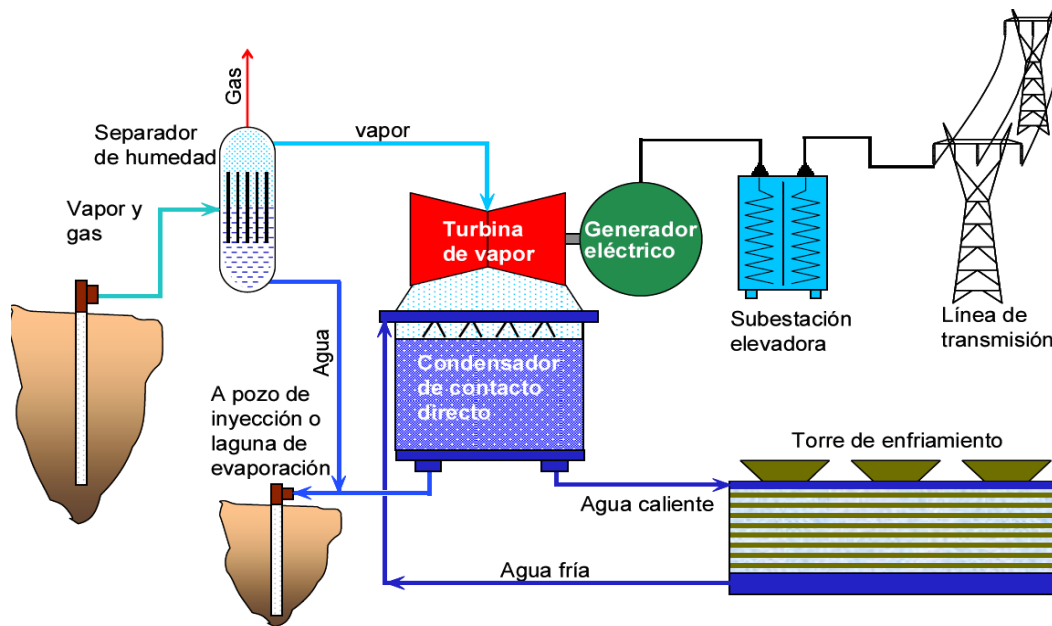 Gas
Separador
de humedad
vapor
Vapor y
gas
Turbina
de vapor
Generador
eléctrico
Subestación
elevadora
Línea de
transmisión
Agua
Condensador
de contacto
directo
A pozo de
inyección o
laguna de
evaporación
Torre de enfriamiento
Agua caliente
Agua fría